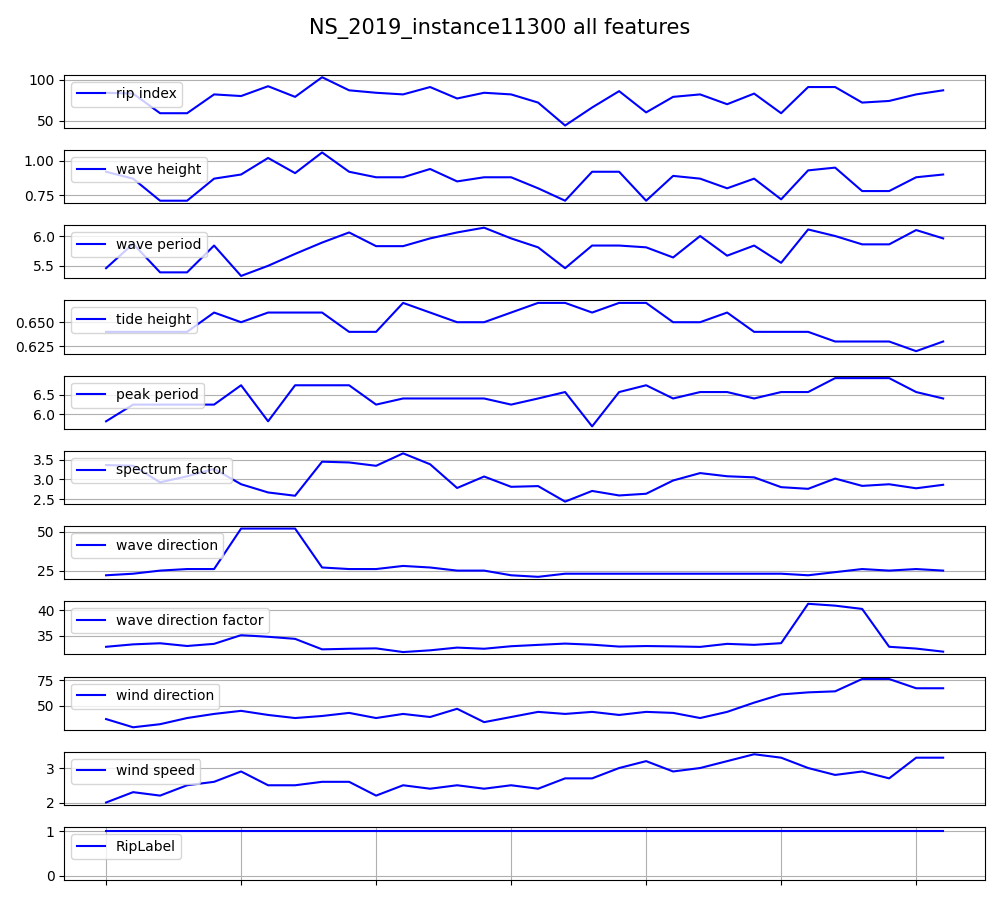 NS_2019_instance11300 all features
100
50
rip index
1.00
0.75
wave height
6.0
5.5
wave period
0.650
0.625
tide height
6.5
6.0
peak period
3.5
3.0
2.5
spectrum factor
50
25
wave direction
40
35
wave direction factor
75
50
wind direction
3
2
wind speed
1
0
RipLabel